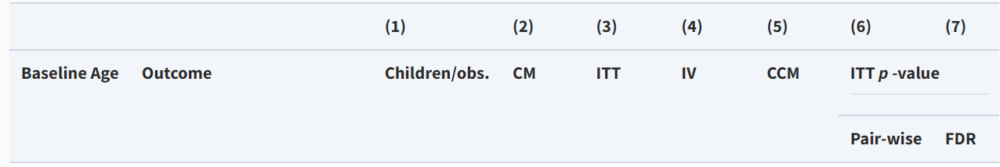 (1) (2) (3) (4) (5) (6) (7)
Baseline Age Outcome Children/obs. CM ITT IV CCM ITT p -value
Pair-wise FDR